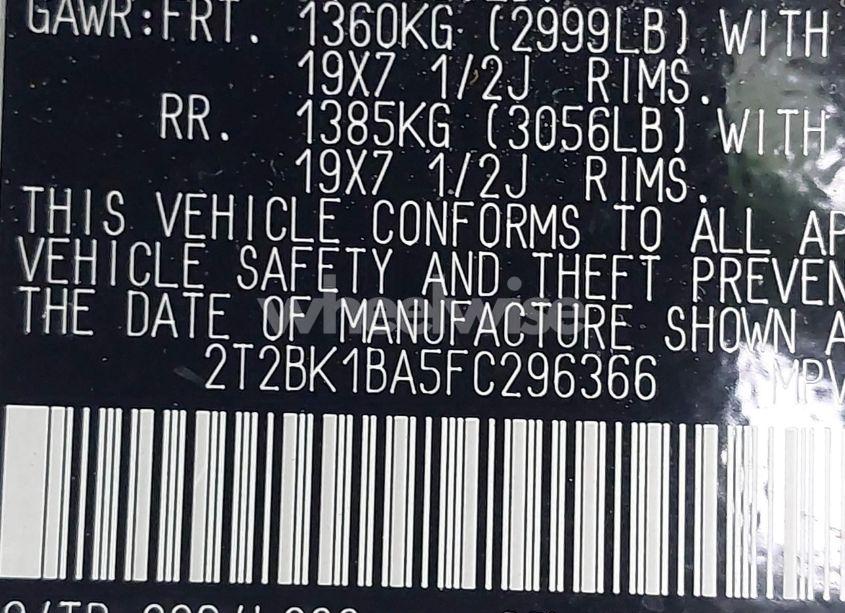 GAWR:FRT. 1360KG (2999LB) WITH
19X7 1/2J RIMS.
RR. 1385KG (3056LB) WITH
19X7 1/2J RIMS.
THIS VEHICLE CONFORMS TO ALL AP
VEHICLE SAFETY AND THEFT PREVEN
THE DATE OF MANUFACTURE SHOWN A
wheelwise
2T2BK1BA5FC296366 MPV